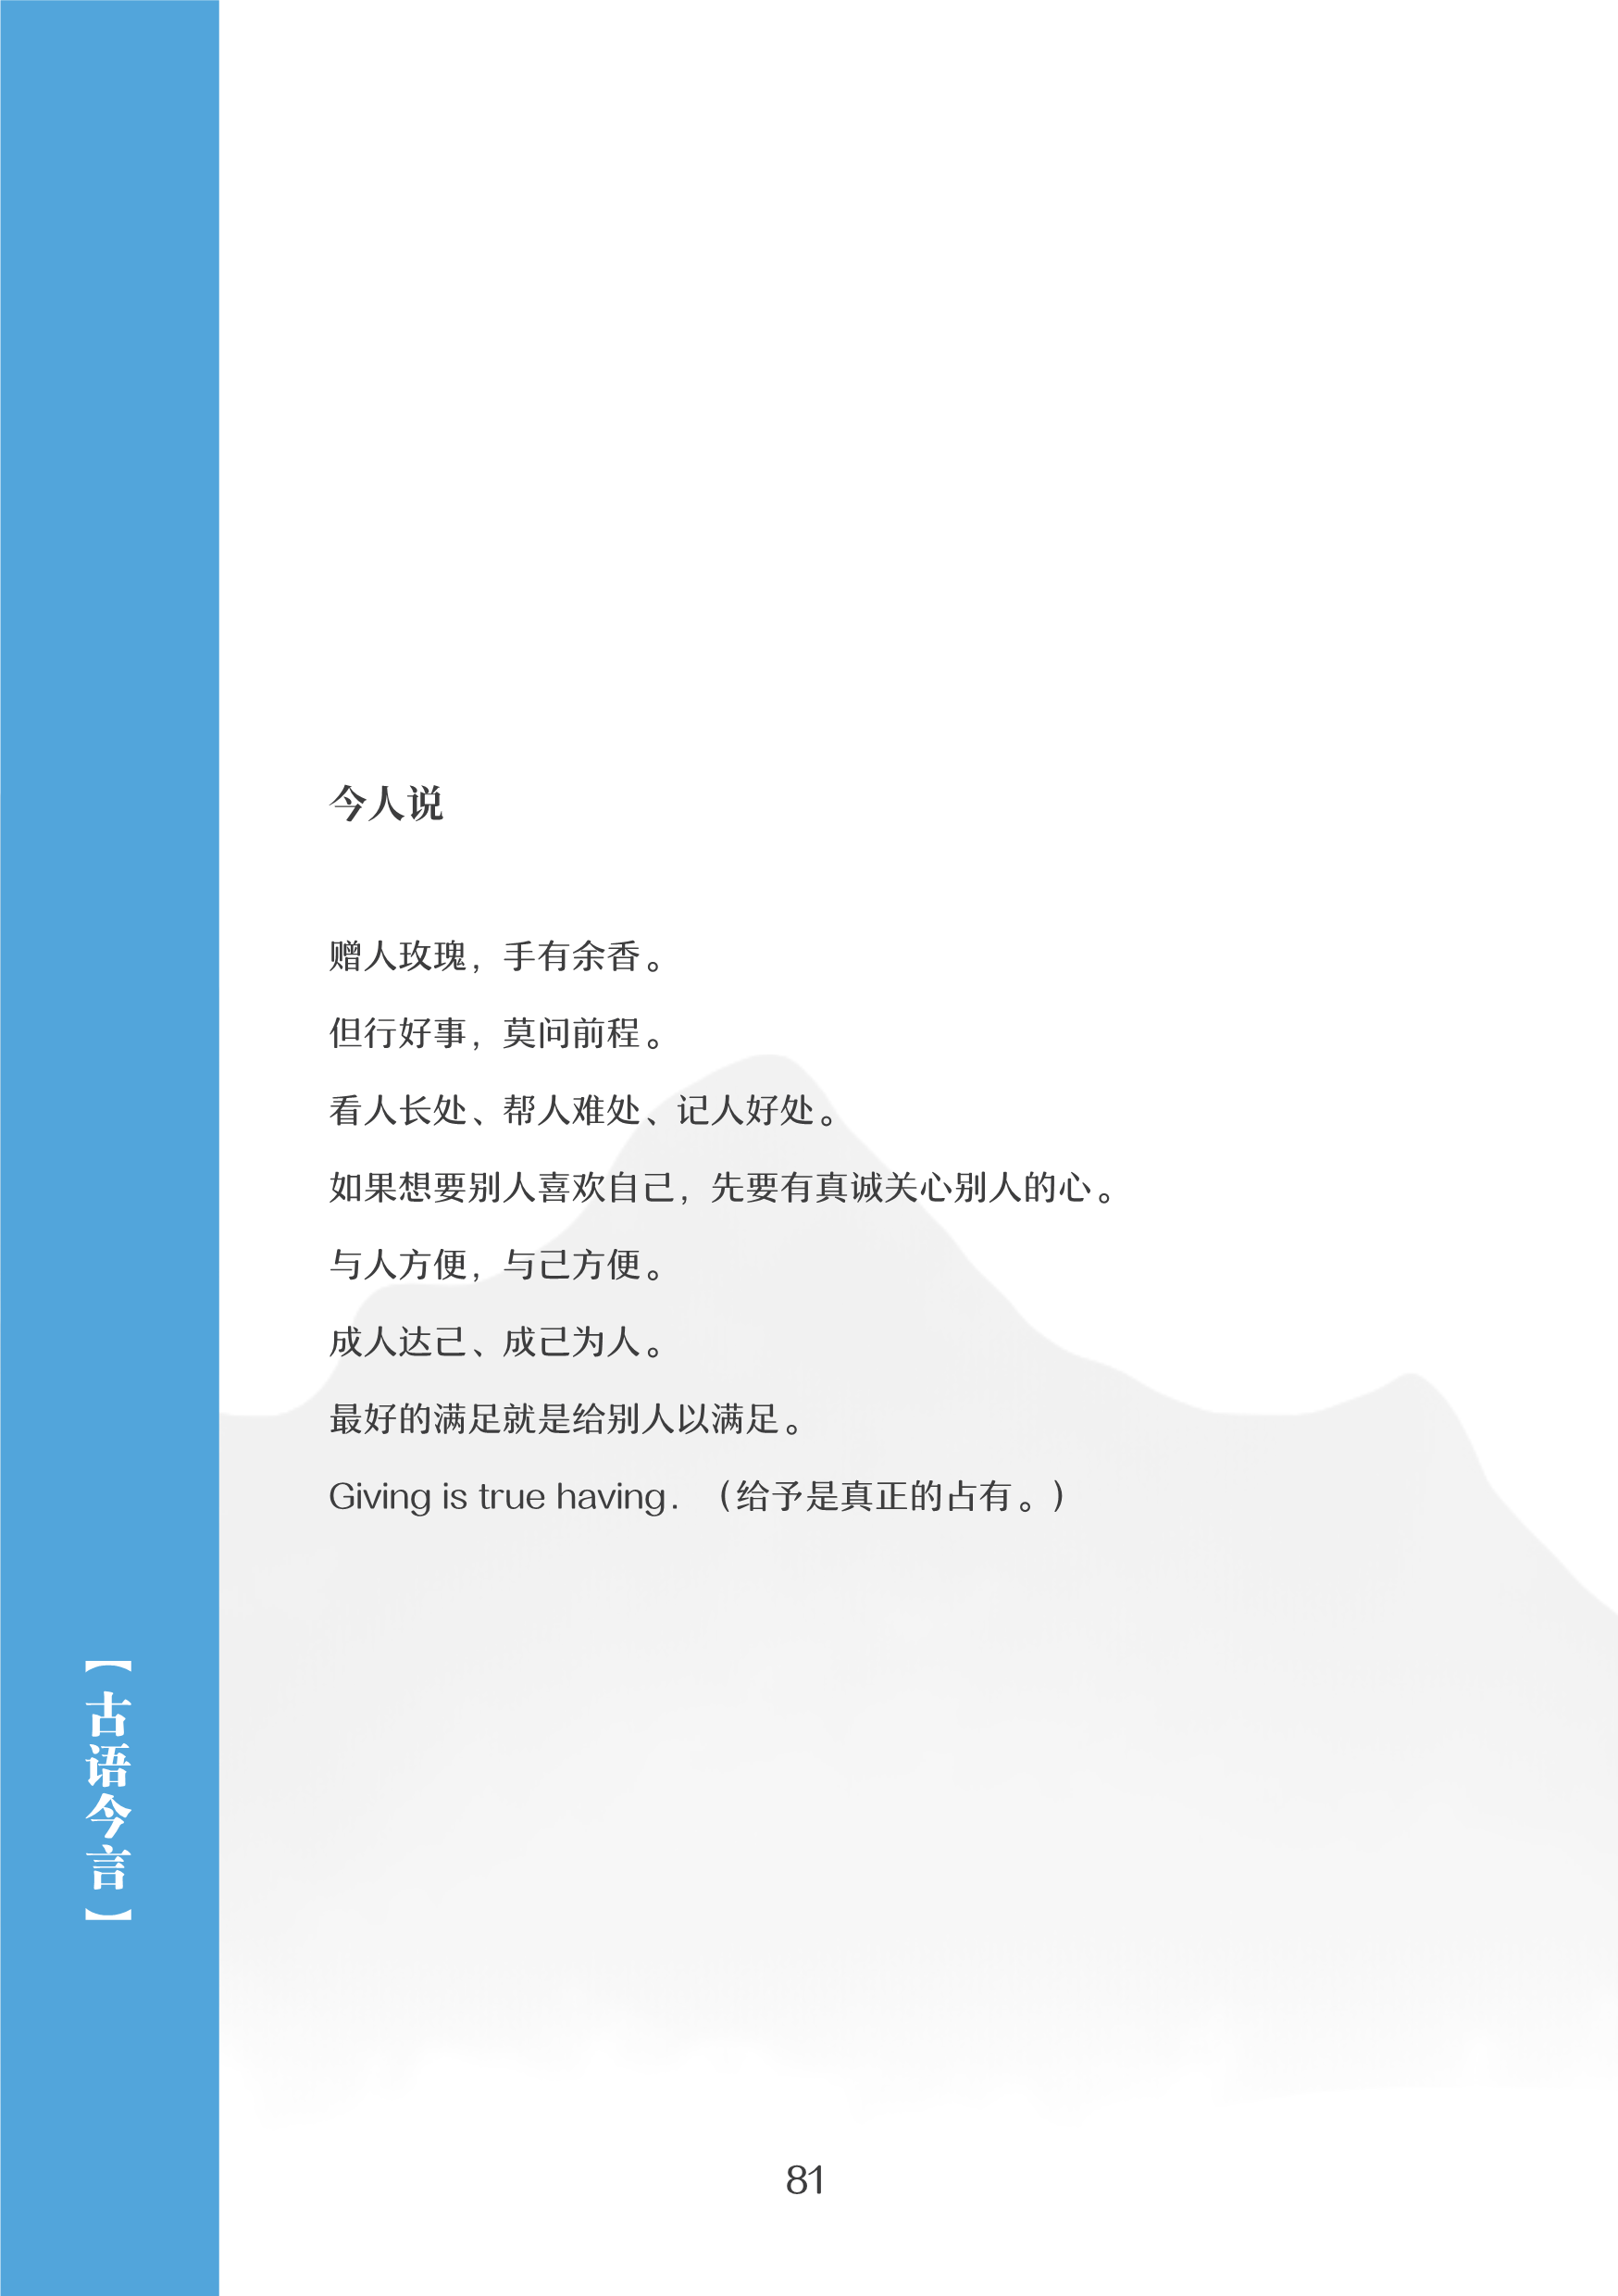 今人说
赠人玫瑰，手有余香。
但行好事，莫问前程。
看人长处、帮人难处、记人好处。
如果想要别人喜欢自己，先要有真诚关心别人的心。
与人方便，与己方便。
成人达己、成己为人。
最好的满足就是给别人以满足。
Giving is true having. （给予是真正的占有。）
【古语今言】
81